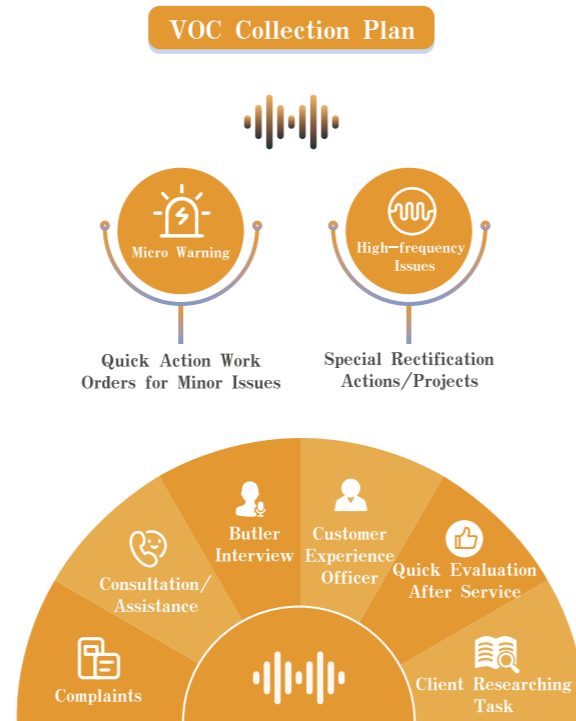 VOC Collection Plan
Micro Warning
High-frequency
Issues
Quick Action Work
Orders for Minor Issues
Special Rectification
Actions/Projects
Butler
Interview
Customer
Experience
Officer
Consultation/
Assistance
Quick Evaluation
After Service
Complaints
Client Researching
Task